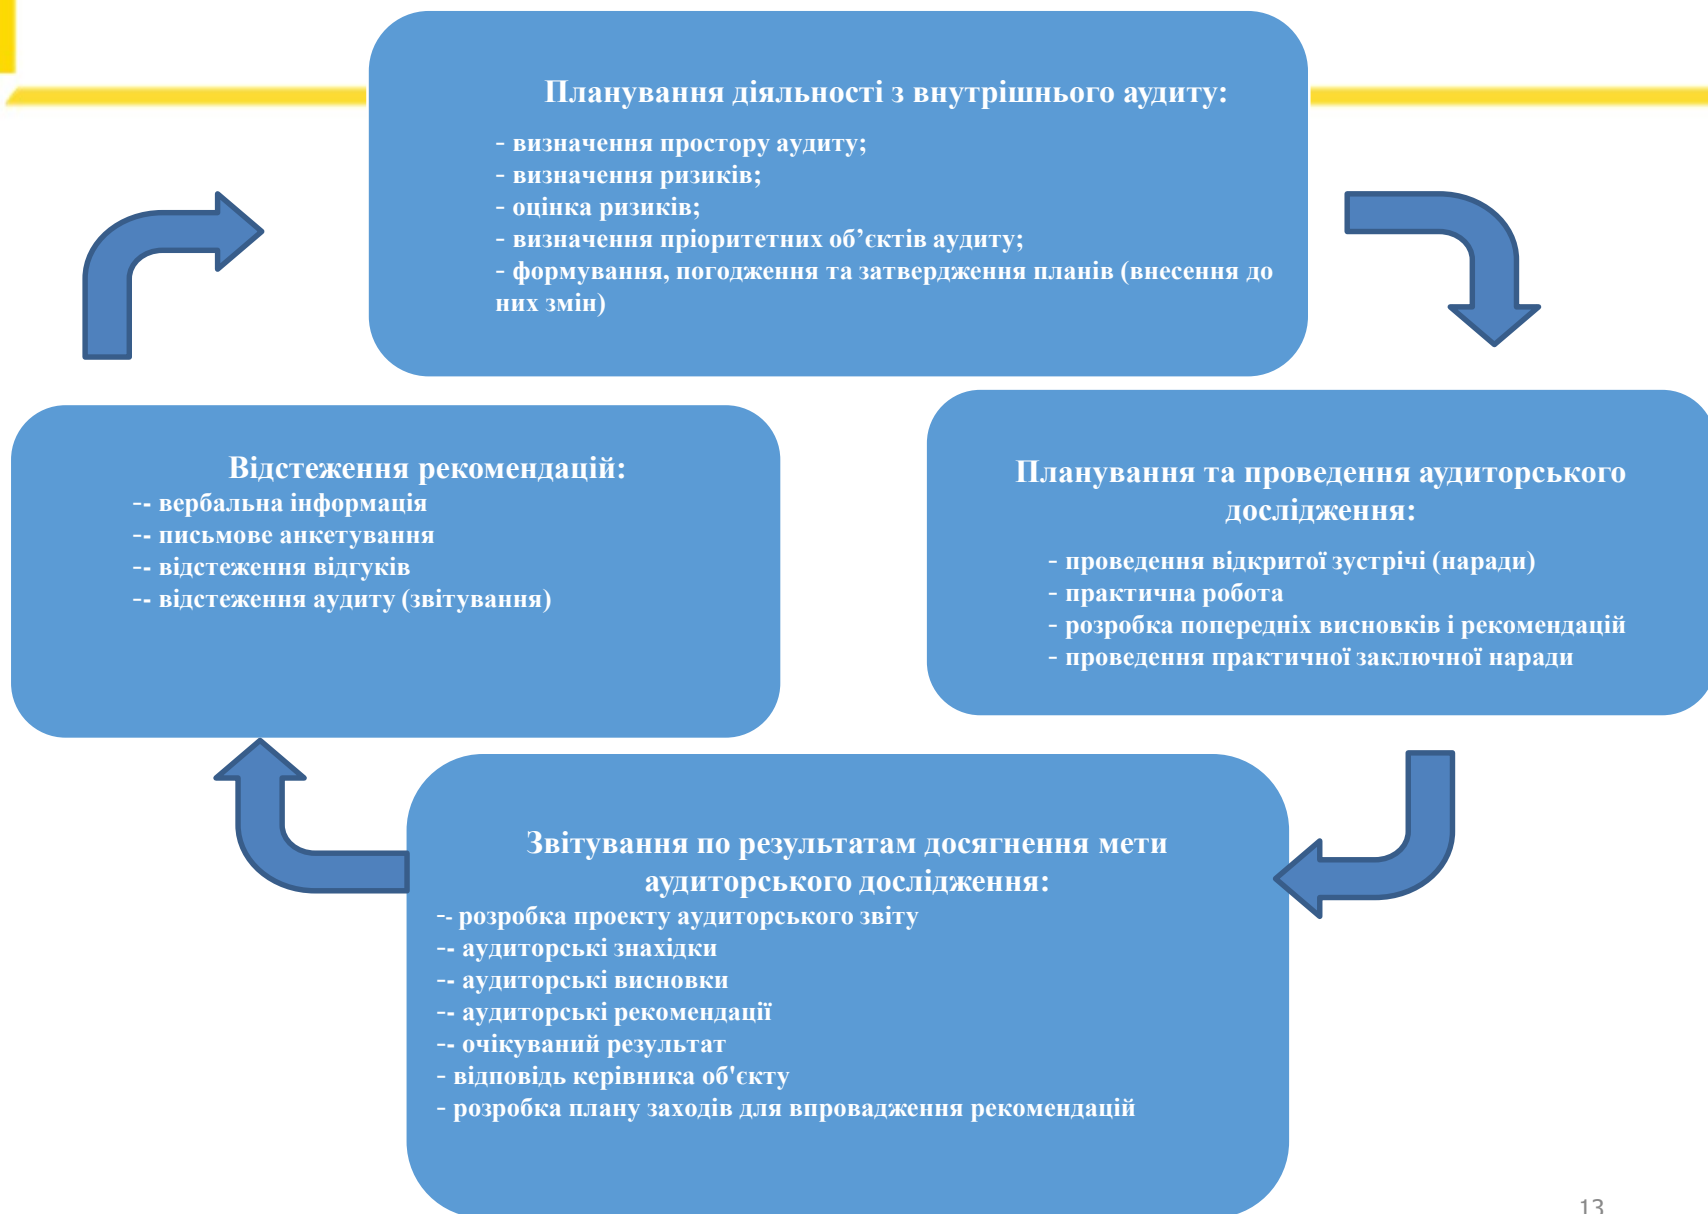 Планування діяльності з внутрішнього аудиту:
- визначення простору аудиту;
- визначення ризиків;
- оцінка ризиків;
- визначення пріоритетних об’єктів аудиту;
- формування, погодження та затвердження планів (внесення до
них змін)
Відстеження рекомендацій:
-- вербальна інформація
-- письмове анкетування
-- відстеження відгуків
-- відстеження аудиту (звітування)
Планування та проведення аудиторського
дослідження:
- проведення відкритої зустрічі (наради)
- практична робота
- розробка попередніх висновків і рекомендацій
- проведення практичної заключної наради
Звітування по результатам досягнення мети
аудиторського дослідження:
-- розробка проекту аудиторського звіту
-- аудиторські знахідки
-- аудиторські висновки
-- аудиторські рекомендації
-- очікуваний результат
- відповідь керівника об'єкту
- розробка плану заходів для впровадження рекомендацій
13